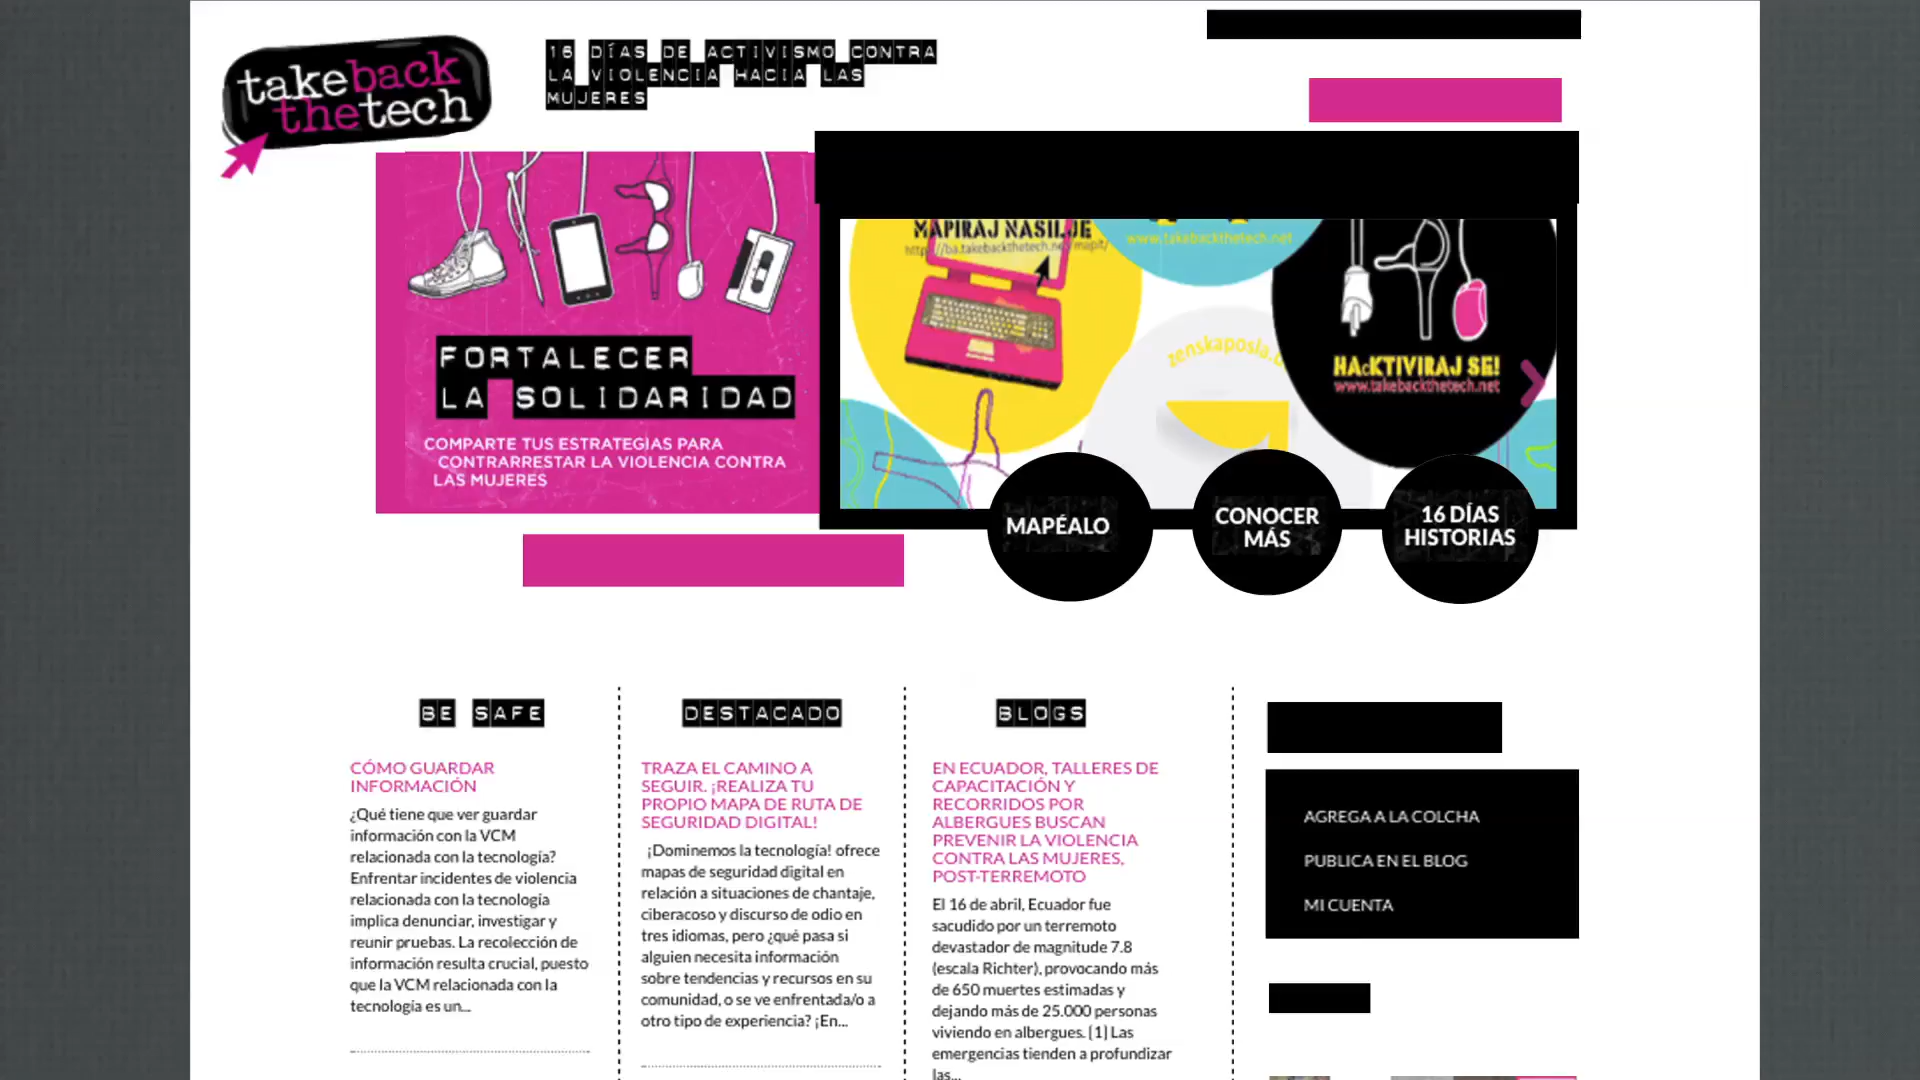 takeback
thetech
16 DÍAS DE ACTIVISMO CONTRA
LA VIOLENCIA HACIA LAS
MUJERES
FORTALECER
LA SOLIDARIDAD
COMPARTE TUS ESTRATEGIAS PARA
CONTRARRESTAR LA VIOLENCIA CONTRA
LAS MUJERES
MAPIRAJ NASILJE
http://ba.takebackthetech.net/mapit/
www.takebackthetech.net
HAcKTIVIRAJ SE!
www.takebackthetech.net
MAPÉALO
CONOCER
MÁS
16 DÍAS
HISTORIAS
BE SAFE
CÓMO GUARDAR
INFORMACIÓN
¿Qué tiene que ver guardar
información con la VCM
relacionada con la tecnología?
Enfrentar incidentes de violencia
relacionada con la tecnología
implica denunciar, investigar y
reunir pruebas. La recolección de
información resulta crucial, puesto
que la VCM relacionada con la
tecnología es un...
DESTACADO
TRAZA EL CAMINO A
SEGUIR. ¡REALIZA TU
PROPIO MAPA DE RUTA DE
SEGURIDAD DIGITAL!
¡Dominemos la tecnología! ofrece
mapas de seguridad digital en
relación a situaciones de chantaje,
ciberacoso y discurso de odio en
tres idiomas, pero ¿qué pasa si
alguien necesita información
sobre tendencias y recursos en su
comunidad, o se ve enfrentada/o a
otro tipo de experiencia? ¡En...
BLOGS
EN ECUADOR, TALLERES DE
CAPACITACIÓN Y
RECORRIDOS POR
ALBERGUES BUSCAN
PREVENIR LA VIOLENCIA
CONTRA LAS MUJERES,
POST-TERREMOTO
El 16 de abril, Ecuador fue
sacudido por un terremoto
devastador de magnitude 7.8
(escala Richter), provocando más
de 650 muertes estimadas y
dejando más de 25.000 personas
viviendo en albergues. [1] Las
emergencias tienden a profundizar
las...
AGREGA A LA COLCHA
PUBLICA EN EL BLOG
MI CUENTA